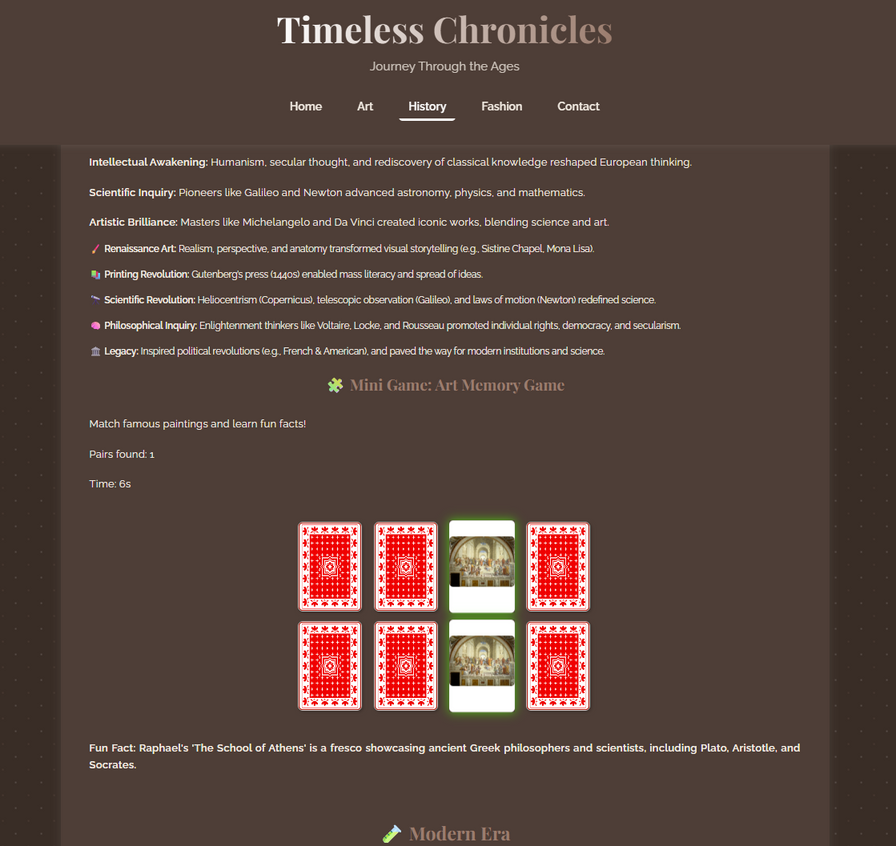 Timeless Chronicles
Journey Through the Ages
Home Art History Fashion Contact
Intellectual Awakening: Humanism, secular thought, and rediscovery of classical knowledge reshaped European thinking.
Scientific Inquiry: Pioneers like Galileo and Newton advanced astronomy, physics, and mathematics.
Artistic Brilliance: Masters like Michelangelo and Da Vinci created iconic works, blending science and art.
Renaissance Art: Realism, perspective, and anatomy transformed visual storytelling (e.g., Sistine Chapel, Mona Lisa).
Printing Revolution: Gutenberg's press (1440s) enabled mass literacy and spread of ideas.
Scientific Revolution: Heliocentrism (Copernicus), telescopic observation (Galileo), and laws of motion (Newton) redefined science.
Philosophical Inquiry: Enlightenment thinkers like Voltaire, Locke, and Rousseau promoted individual rights, democracy, and secularism.
Legacy: Inspired political revolutions (e.g., French & American), and paved the way for modern institutions and science.
Mini Game: Art Memory Game
Match famous paintings and learn fun facts!
Pairs found: 1
Time: 6s
Fun Fact: Raphael's 'The School of Athens' is a fresco showcasing ancient Greek philosophers and scientists, including Plato, Aristotle, and
Socrates.
Modern Era